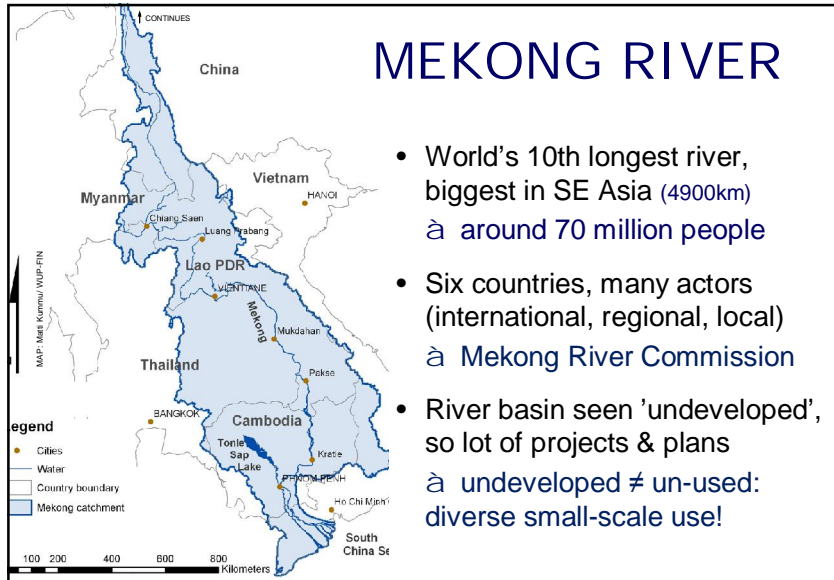 CONTINUES
China
Vietnam
HANOI
Myanmar
Chiang Saen
Luang Prabang
Lao PDR
VIENTIANE
Mekong
Mukdahan
Thailand
Pakse
BANGKOK
Cambodia
Tonle
Sap
Lake
Kratie
PHNOM PENH
Ho Chi Minh
South
China Se
MAP: Matti Kummu/ WUP-FIN
egend
Cities
Water
Country boundary
Mekong catchment
100 200 400 600 800
Kilometers
MEKONG RIVER
• World's 10th longest river,
biggest in SE Asia (4900km)
à around 70 million people
• Six countries, many actors
(international, regional, local)
à Mekong River Commission
• River basin seen ’undeveloped’,
so lot of projects & plans
à undeveloped ≠ un-used:
diverse small-scale use!